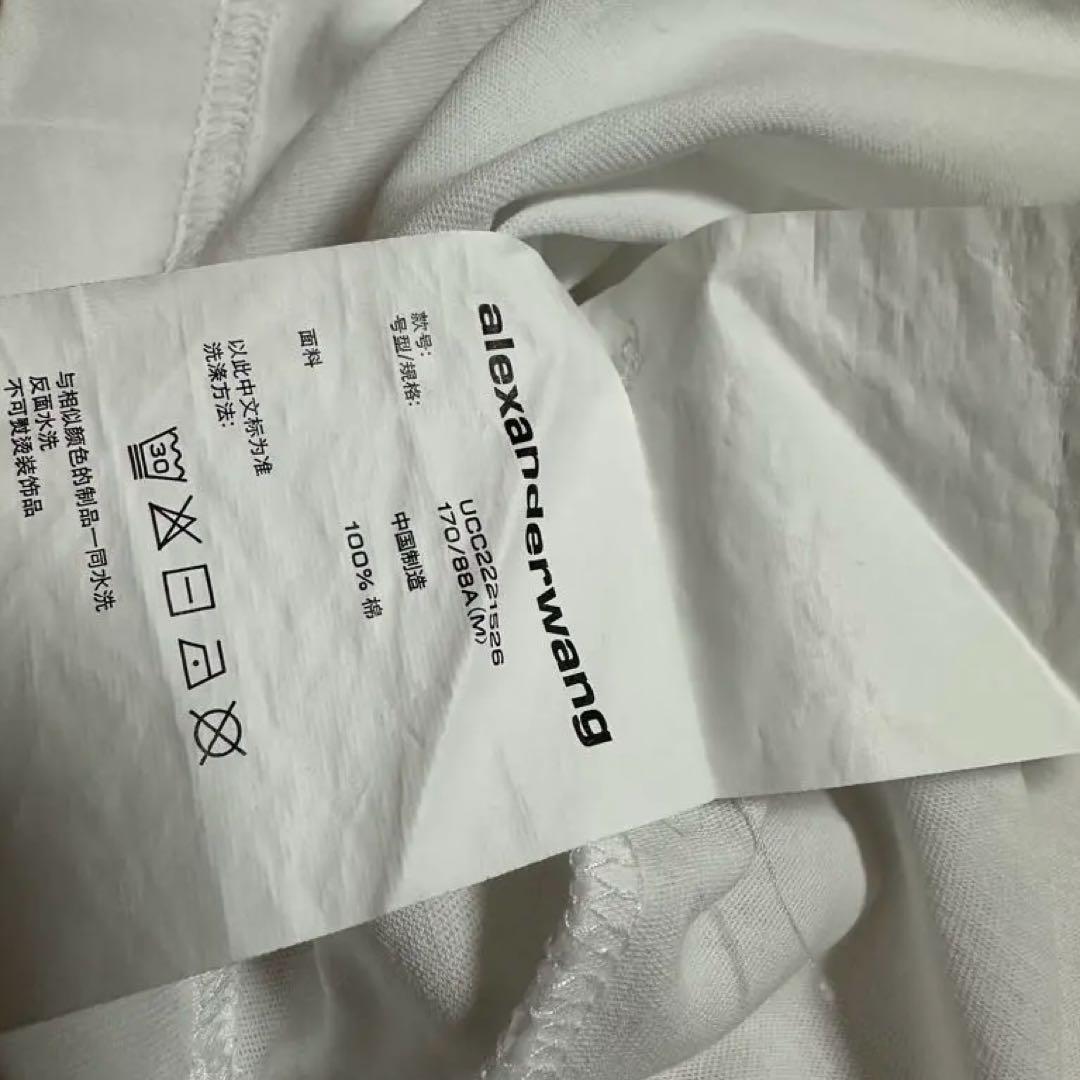 alexanderwang
款号: UCC2221526
号型/规格: 170/88A(M)
中国制造
面料 100% 棉
以此中文标为准
洗涤方法:
30
与相似颜色的制品一同水洗
反面水洗
不可熨烫装饰品